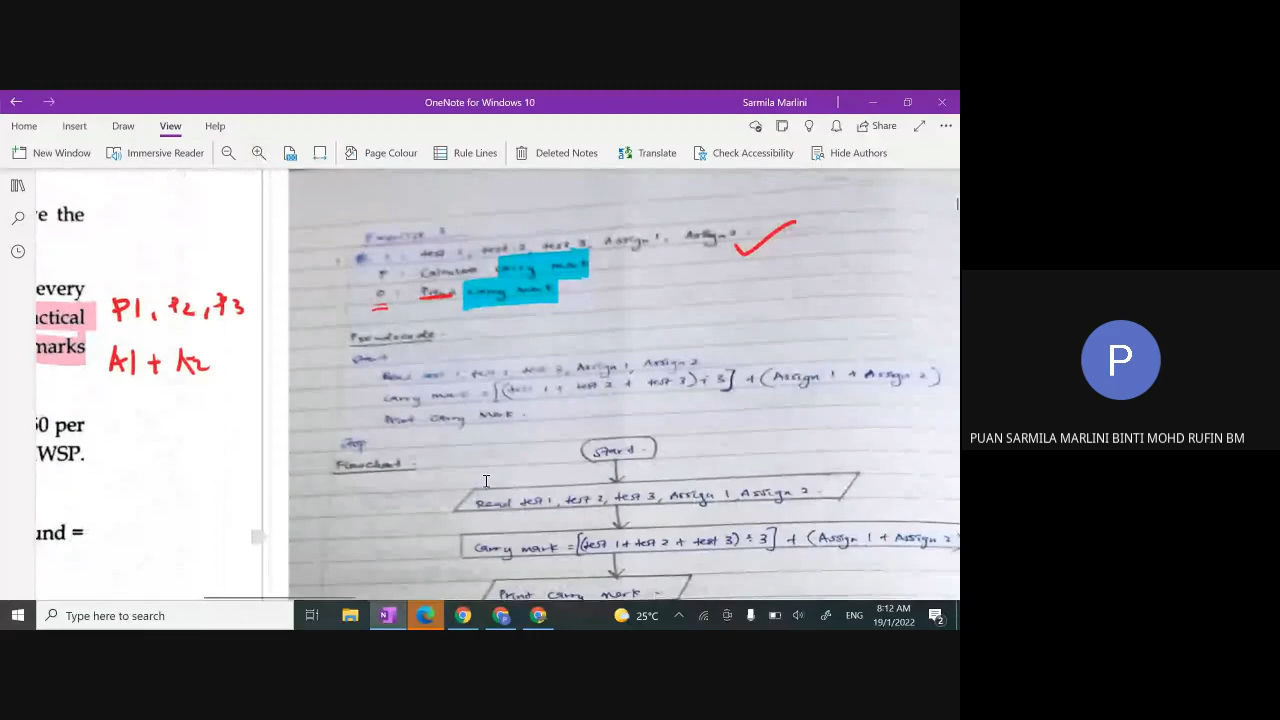 OneNote for Windows 10
Sarmila Marlini
Home Insert Draw View Help
Share
New Window Immersive Reader Page Colour Rule Lines Deleted Notes Translate Check Accessibility Hide Authors
e the
every
actical
marks
P1, P2, P3
A1 + A2
60 per
WSP.
und =
test 1, test 2, test 3, Assign 1, Assign 2
P : Calculate carry mark
O : Print carry mark
Pseudocode
Start
Read test 1, test 2, test 3, Assign 1, Assign 2
carry mark = [(test 1 + test 2 + test 3) ÷ 3] + (Assign 1 + Assign 2)
Print carry mark.
Stop
Flowchart
Start
Read test 1, test 2, test 3, Assign 1, Assign 2
Carry mark = [(test 1 + test 2 + test 3) ÷ 3] + (Assign 1 + Assign 2
Print carry mark
P
PUAN SARMILA MARLINI BINTI MOHD RUFIN BM
Type here to search
25°C
ENG
8:12 AM
19/1/2022
2